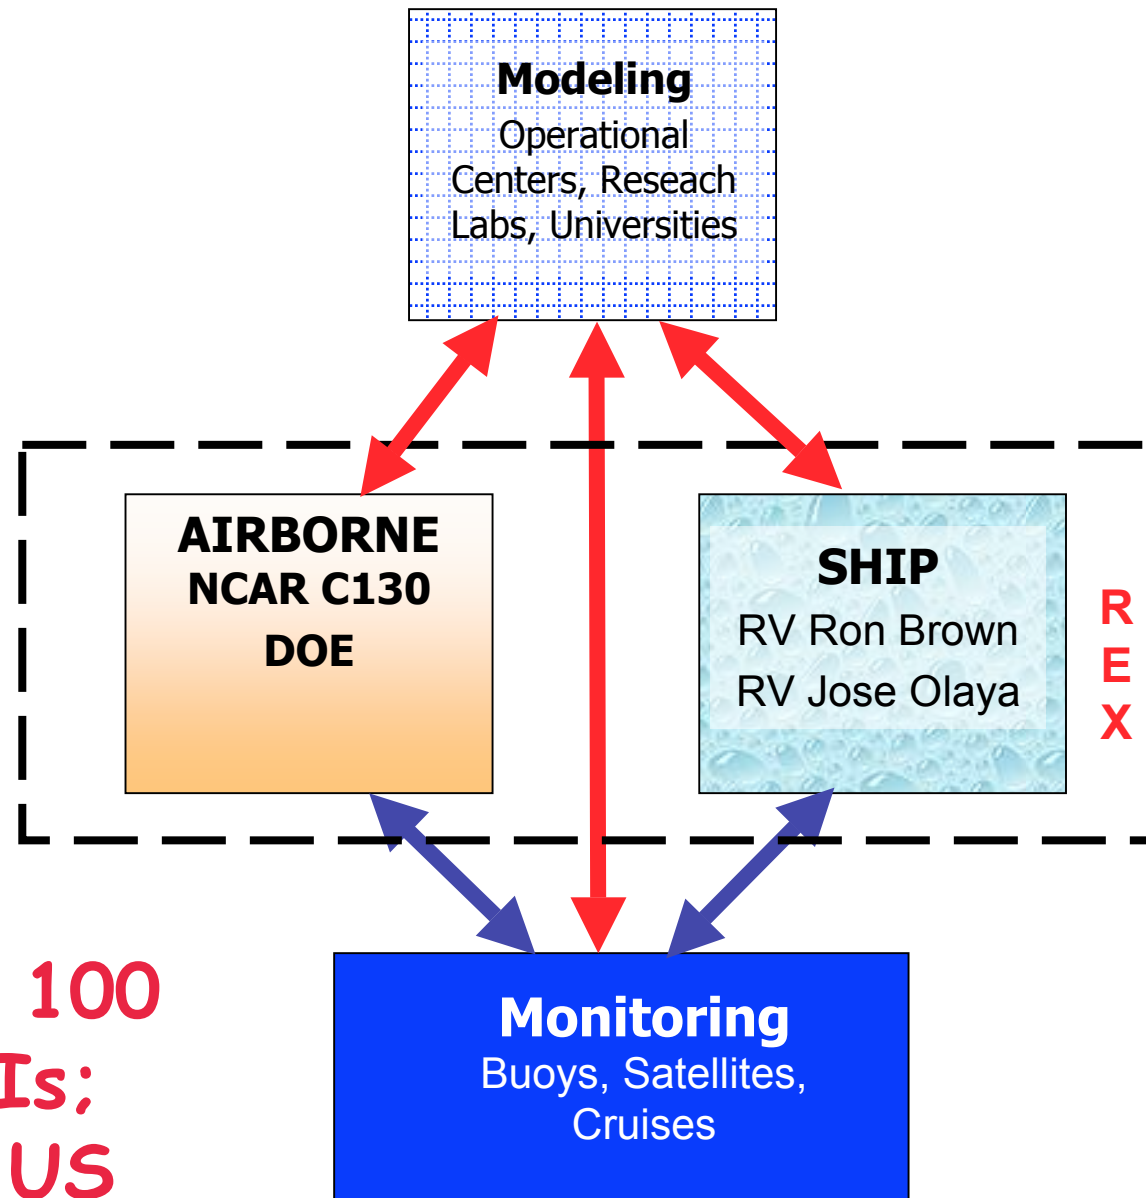 Modeling
Operational
Centers, Reseach
Labs, Universities
AIRBORNE
NCAR C130
DOE
SHIP
RV Ron Brown
RV Jose Olaya
R
E
X
Monitoring
Buoys, Satellites,
Cruises
100
Is;
US